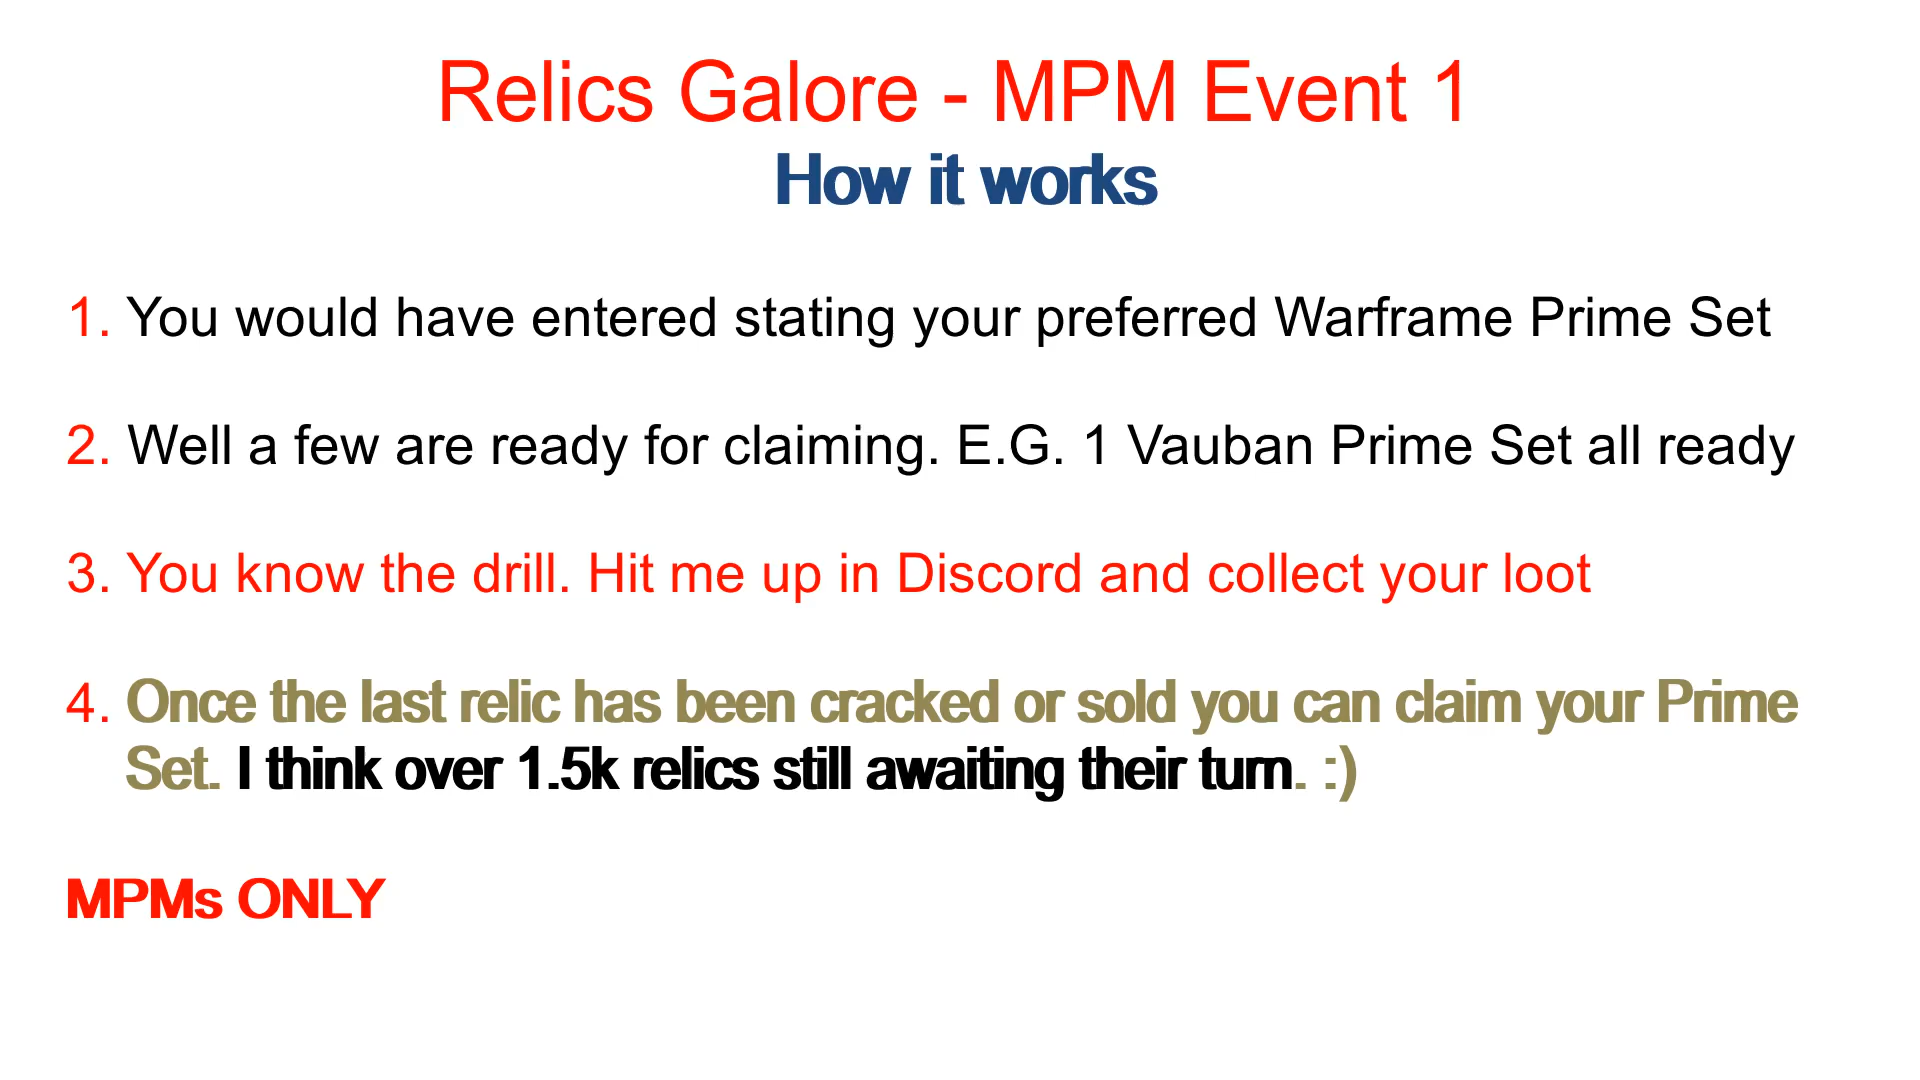 Relics Galore - MPM Event 1
How it works
1. You would have entered stating your preferred Warframe Prime Set
2. Well a few are ready for claiming. E.G. 1 Vauban Prime Set all ready
3. You know the drill. Hit me up in Discord and collect your loot
4. Once the last relic has been cracked or sold you can claim your Prime
Set. I think over 1.5k relics still awaiting their turn. :)
MPMs ONLY